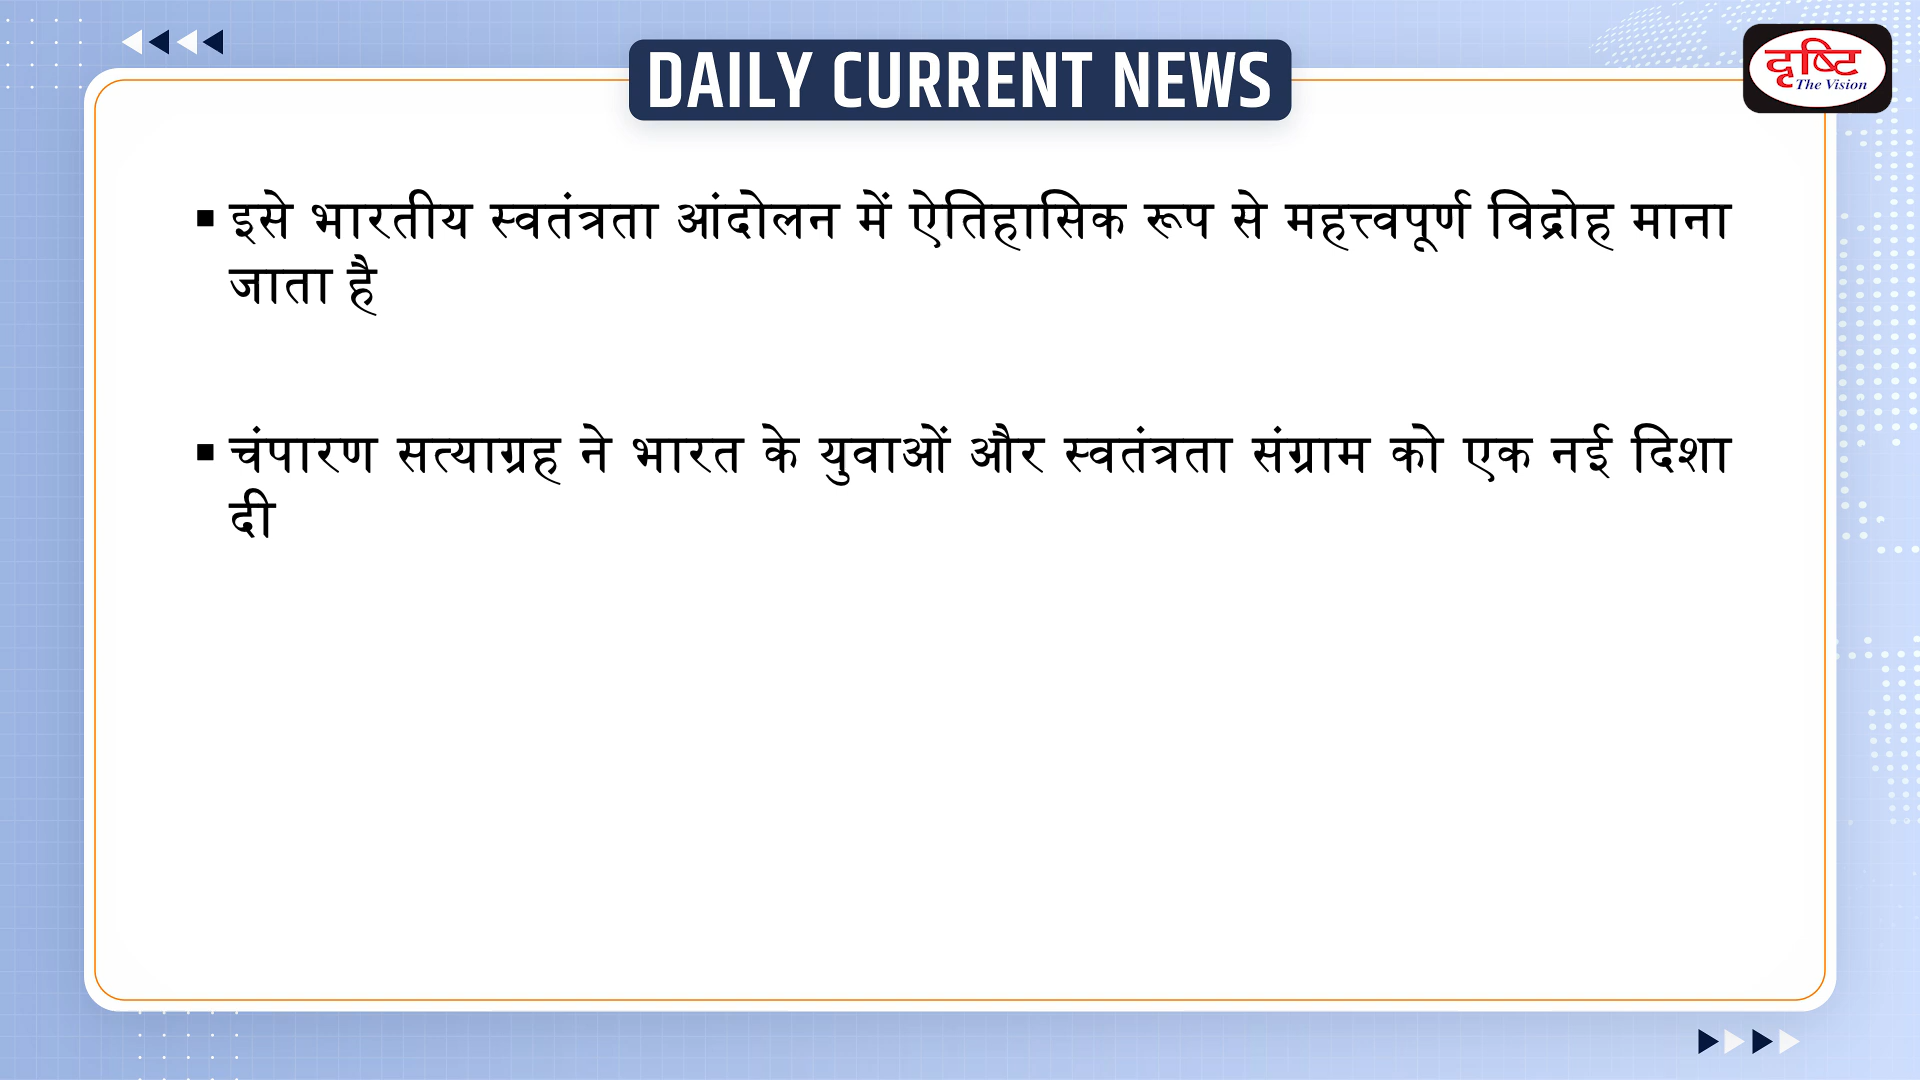 DAILY CURRENT NEWS
दृष्टि
The Vision
▪ इसे भारतीय स्वतंत्रता आंदोलन में ऐतिहासिक रूप से महत्त्वपूर्ण विद्रोह माना
जाता है
▪ चंपारण सत्याग्रह ने भारत के युवाओं और स्वतंत्रता संग्राम को एक नई दिशा
दी